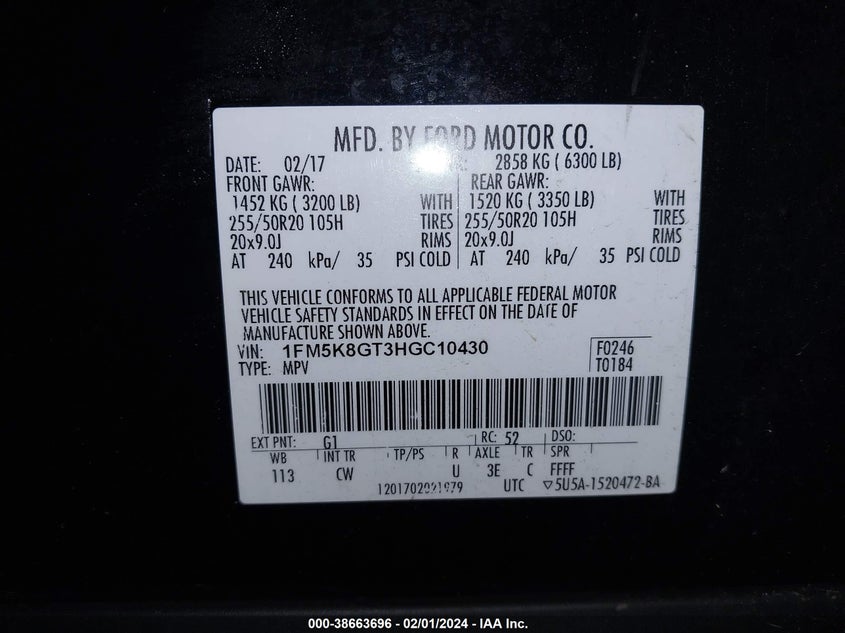 MFD. BY FORD MOTOR CO.
DATE: 02/17 2858 KG ( 6300 LB)
FRONT GAWR: REAR GAWR:
1452 KG ( 3200 LB) WITH 1520 KG ( 3350 LB) WITH
255/50R20 105H TIRES 255/50R20 105H TIRES
20x9.0J RIMS 20x9.0J RIMS
AT 240 kPa/ 35 PSI COLD AT 240 kPa/ 35 PSI COLD
THIS VEHICLE CONFORMS TO ALL APPLICABLE FEDERAL MOTOR
VEHICLE SAFETY STANDARDS IN EFFECT ON THE DATE OF
MANUFACTURE SHOWN ABOVE.
VIN: 1FM5K8GT3HGC10430 F0246
TYPE: MPV T0184
EXT PNT: G1 RC: 52 DSO:
WB INT TR TP/PS R AXLE TR SPR
113 CW U 3E C FFFF
UTC ▽5U5A-1520472-BA
000-38663696 - 02/01/2024 - IAA Inc.